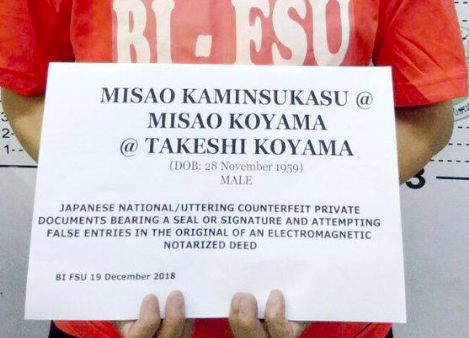 BI - FSU
MISAO KAMINSUKASU @
MISAO KOYAMA
@ TAKESHI KOYAMA
(DOB: 28 November 1959)
MALE
JAPANESE NATIONAL/UTTERING COUNTERFEIT PRIVATE
DOCUMENTS BEARING A SEAL OR SIGNATURE AND ATTEMPTING
FALSE ENTRIES IN THE ORIGINAL OF AN ELECTROMAGNETIC
NOTARIZED DEED
BI FSU 19 December 2018